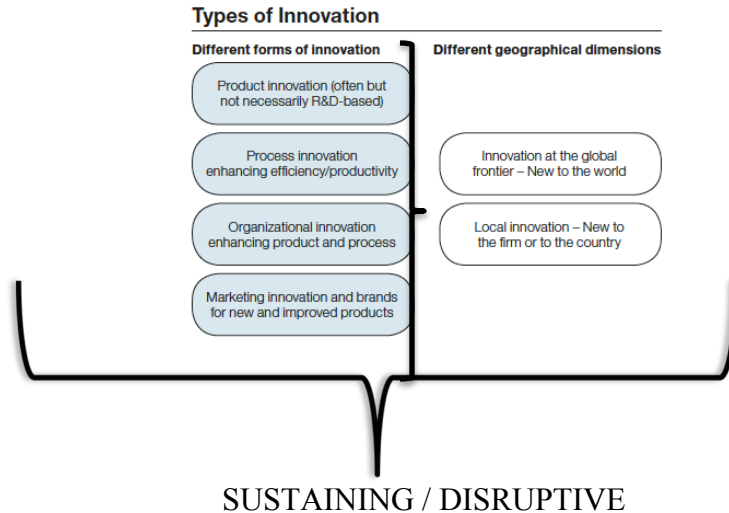 Types of Innovation
Different forms of innovation
Different geographical dimensions
Product innovation (often but
not necessarily R&D-based)
Process innovation
enhancing efficiency/productivity
Innovation at the global
frontier – New to the world
Organizational innovation
enhancing product and process
Local innovation – New to
the firm or to the country
Marketing innovation and brands
for new and improved products
SUSTAINING / DISRUPTIVE